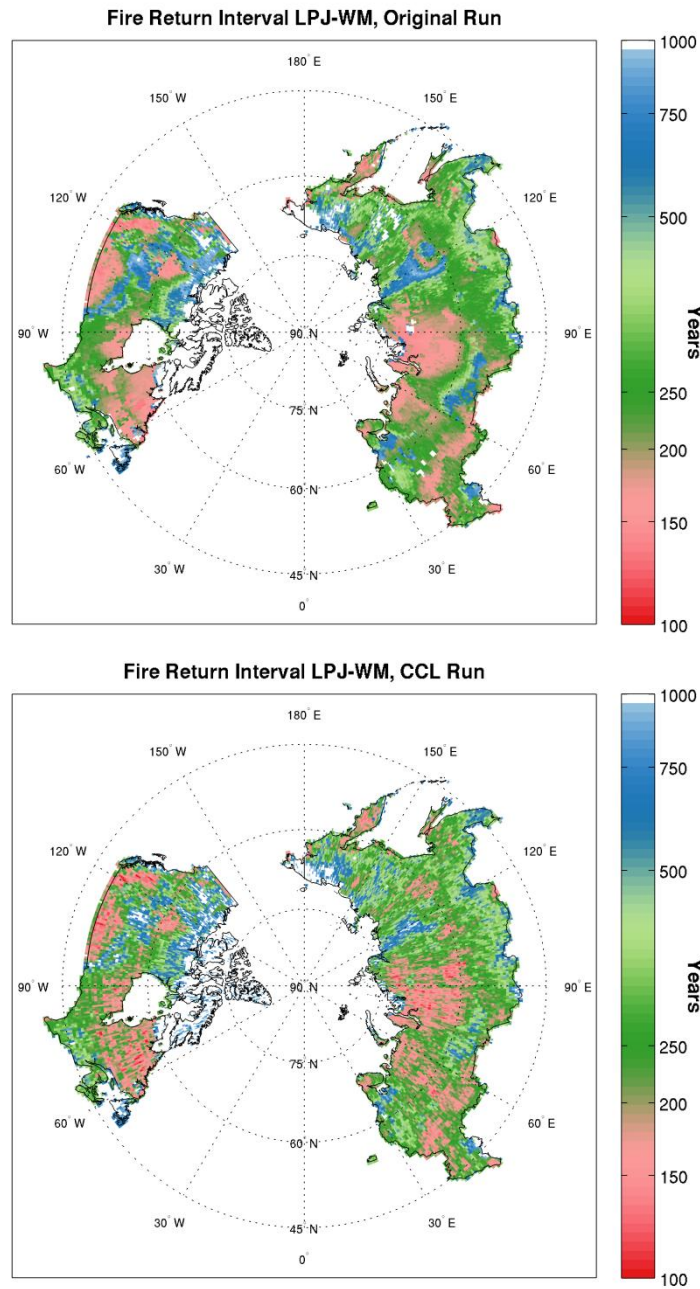 Fire Return Interval LPJ-WM, Original Run
180° E
150° W
150° E
120° W
120° E
90° W
90° N
90° E
75° N
60° W
60° E
60° N
30° W
30° E
45° N
0°
1000
750
500
250
200
150
100
Years
Fire Return Interval LPJ-WM, CCL Run
180° E
150° W
150° E
120° W
120° E
90° W
90° N
90° E
75° N
60° W
60° E
60° N
30° W
30° E
45° N
0°
1000
750
500
250
200
150
100
Years